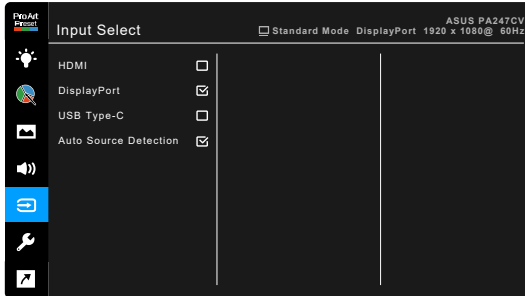 ProArt
Preset
Input Select
ASUS PA247CV
Standard Mode DisplayPort 1920 x 1080@ 60Hz
HDMI
DisplayPort
USB Type-C
Auto Source Detection